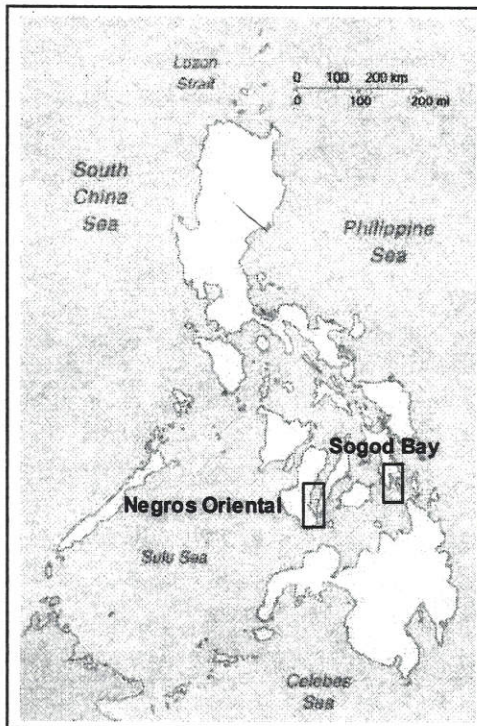 Luzon
Strait
0 100 200 km
0 100 200 mi
South
China
Sea
Philippine
Sea
Sogod Bay
Negros Oriental
Sulu Sea
Celebes
Sea